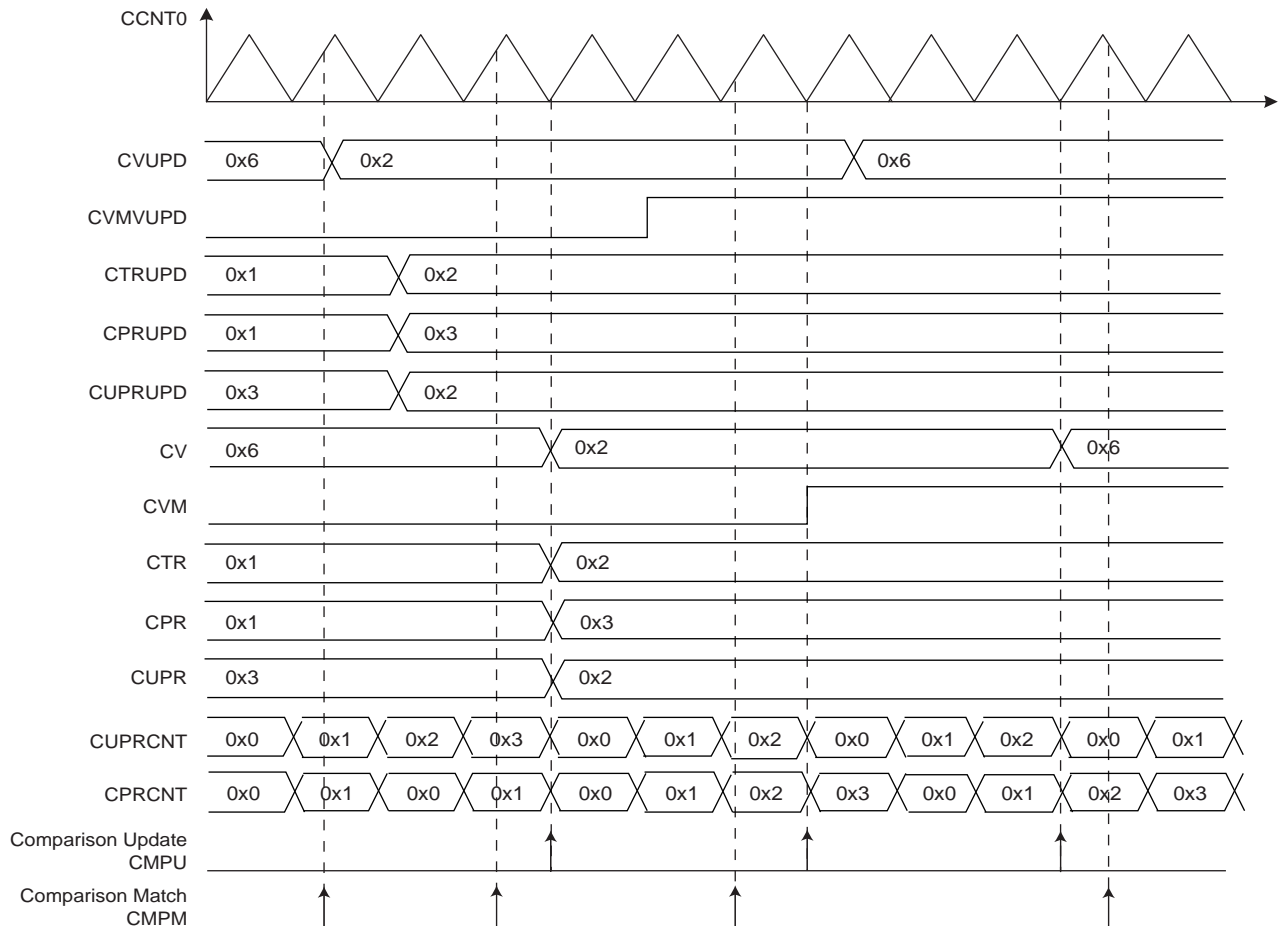 CCNT0
CVUPD 0x6 0x2 0x6
CVMVUPD
CTRUPD 0x1 0x2
CPRUPD 0x1 0x3
CUPRUPD 0x3 0x2
CV 0x6 0x2 0x6
CVM
CTR 0x1 0x2
CPR 0x1 0x3
CUPR 0x3 0x2
CUPRCNT 0x0 0x1 0x2 0x3 0x0 0x1 0x2 0x0 0x1 0x2 0x0 0x1
CPRCNT 0x0 0x1 0x0 0x1 0x0 0x1 0x2 0x3 0x0 0x1 0x2 0x3
Comparison Update
CMPU
Comparison Match
CMPM